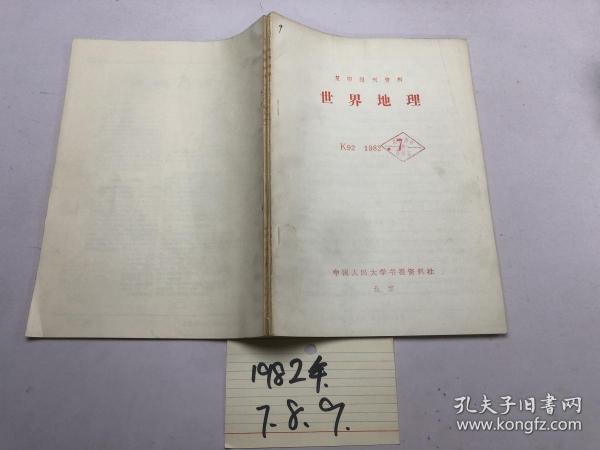 7
复印报刊资料
世界地理
K92 1982.7
中国人民大学书报资料社
北京
1982年
7.8.9.
孔夫子旧书网
www.kongfz.com